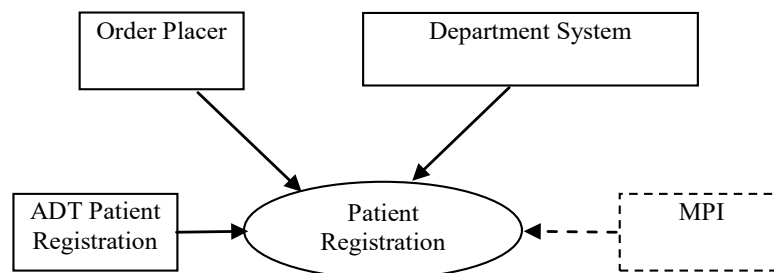 Order Placer
Department System
ADT Patient
Registration
Patient
Registration
MPI